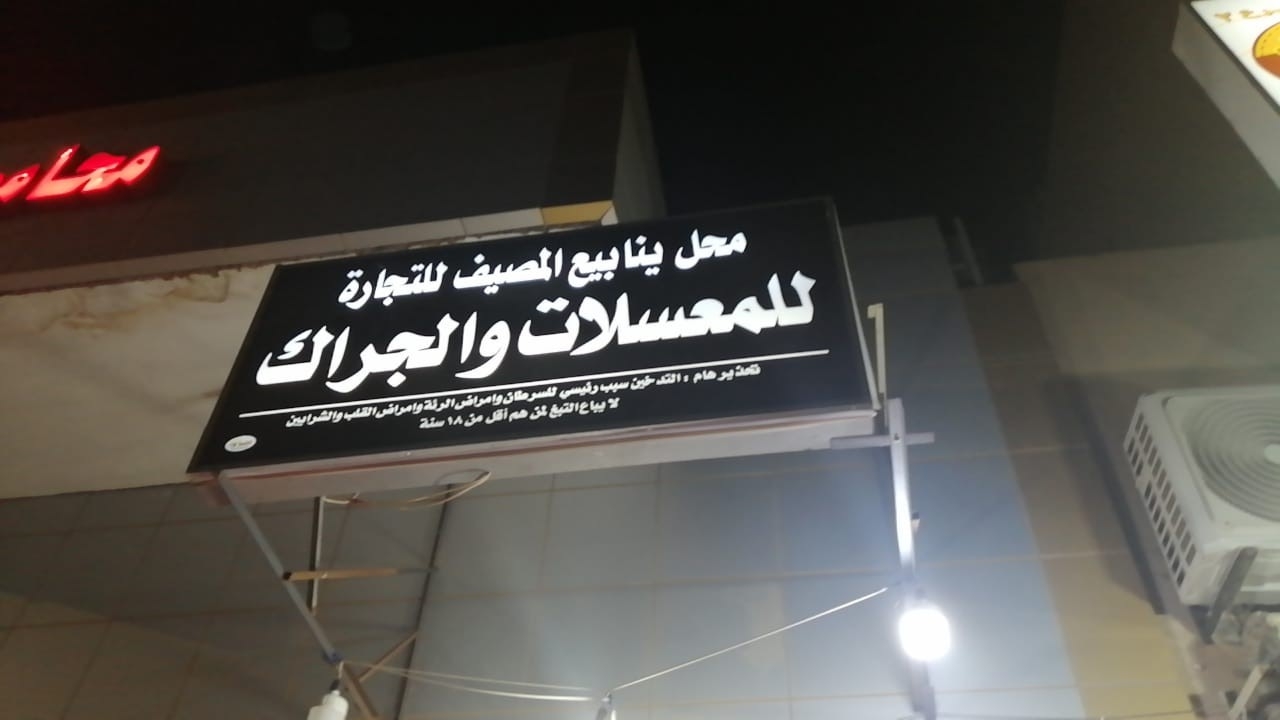 محل ينابيع المصيف للتجارة
للمعسلات والجراك
تحذير هام : التدخين سبب رئيسي للسرطان وامراض الرئة وامراض القلب والشرايين
لا يباع التبغ لمن هم أقل من ١٨ سنة